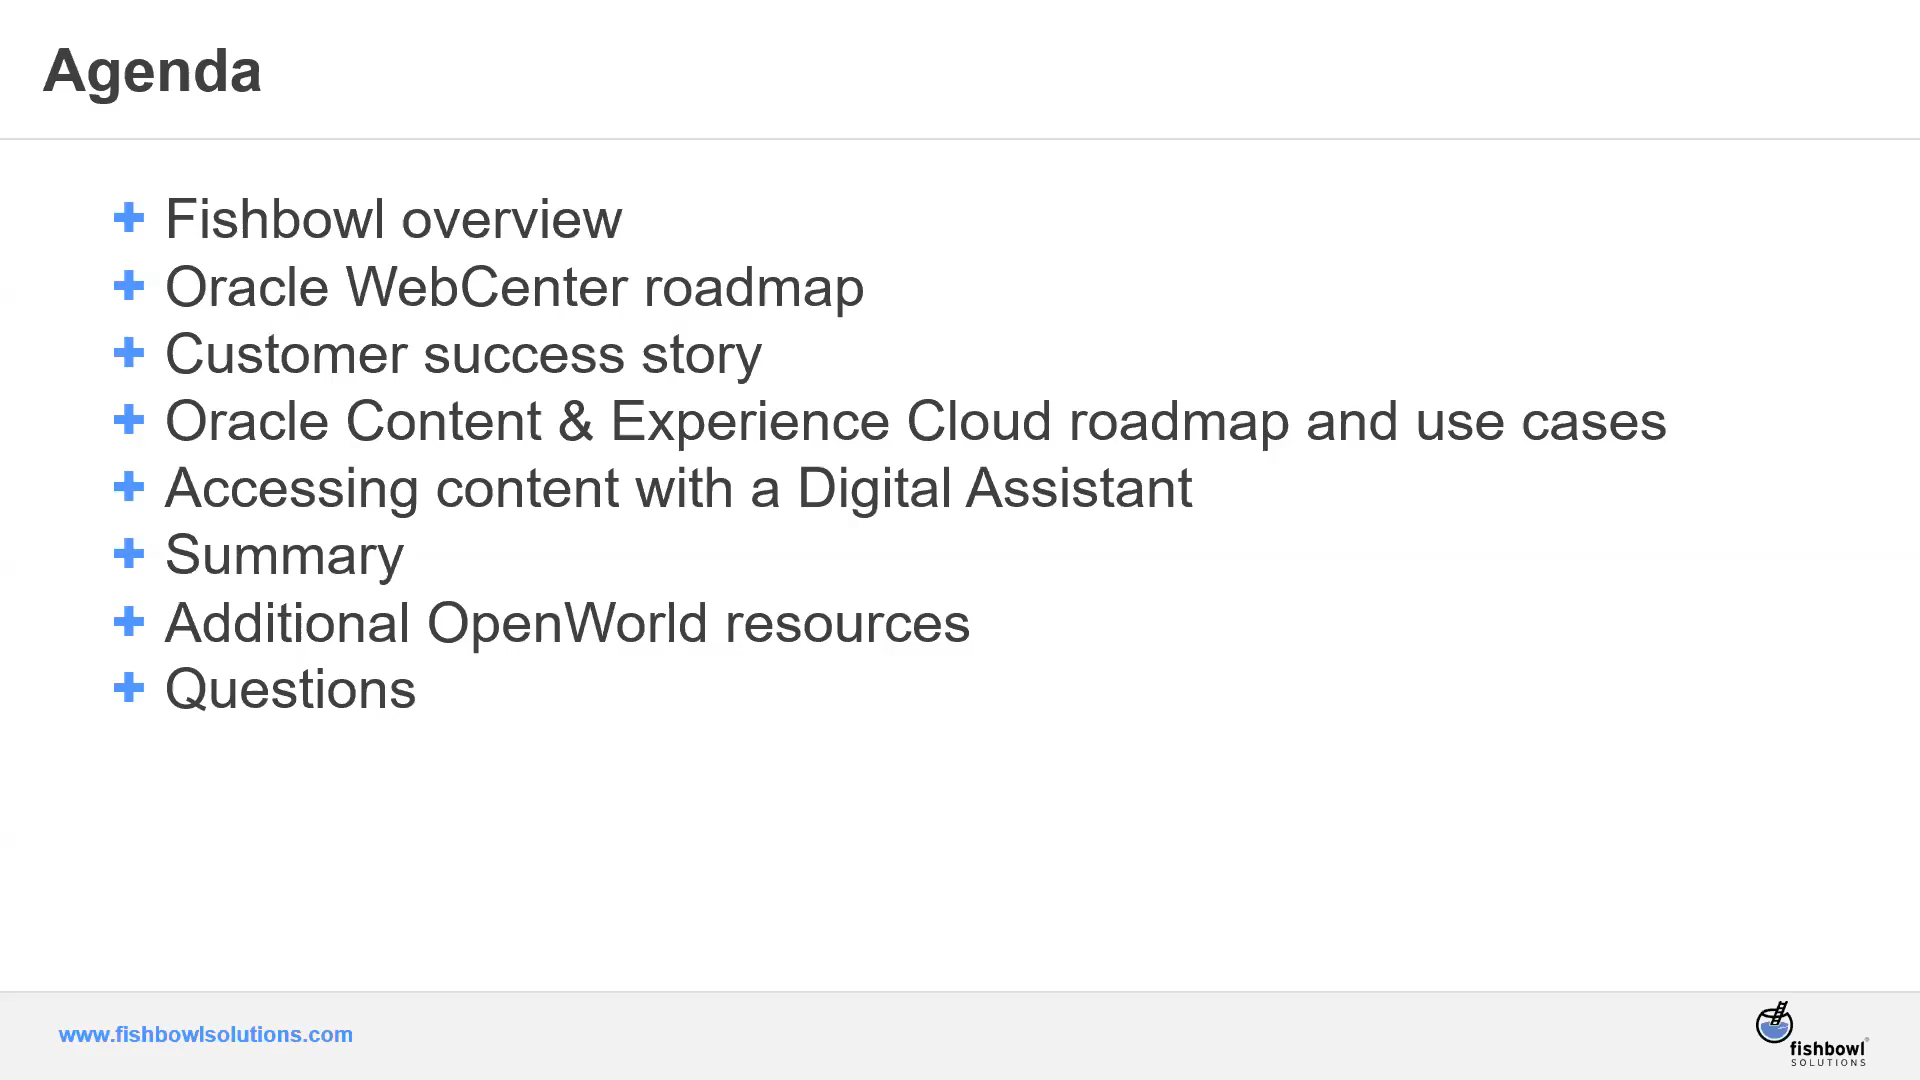 Agenda
Fishbowl overview
Oracle WebCenter roadmap
Customer success story
Oracle Content & Experience Cloud roadmap and use cases
Accessing content with a Digital Assistant
Summary
Additional OpenWorld resources
Questions
www.fishbowlsolutions.com
fishbowl®
SOLUTIONS